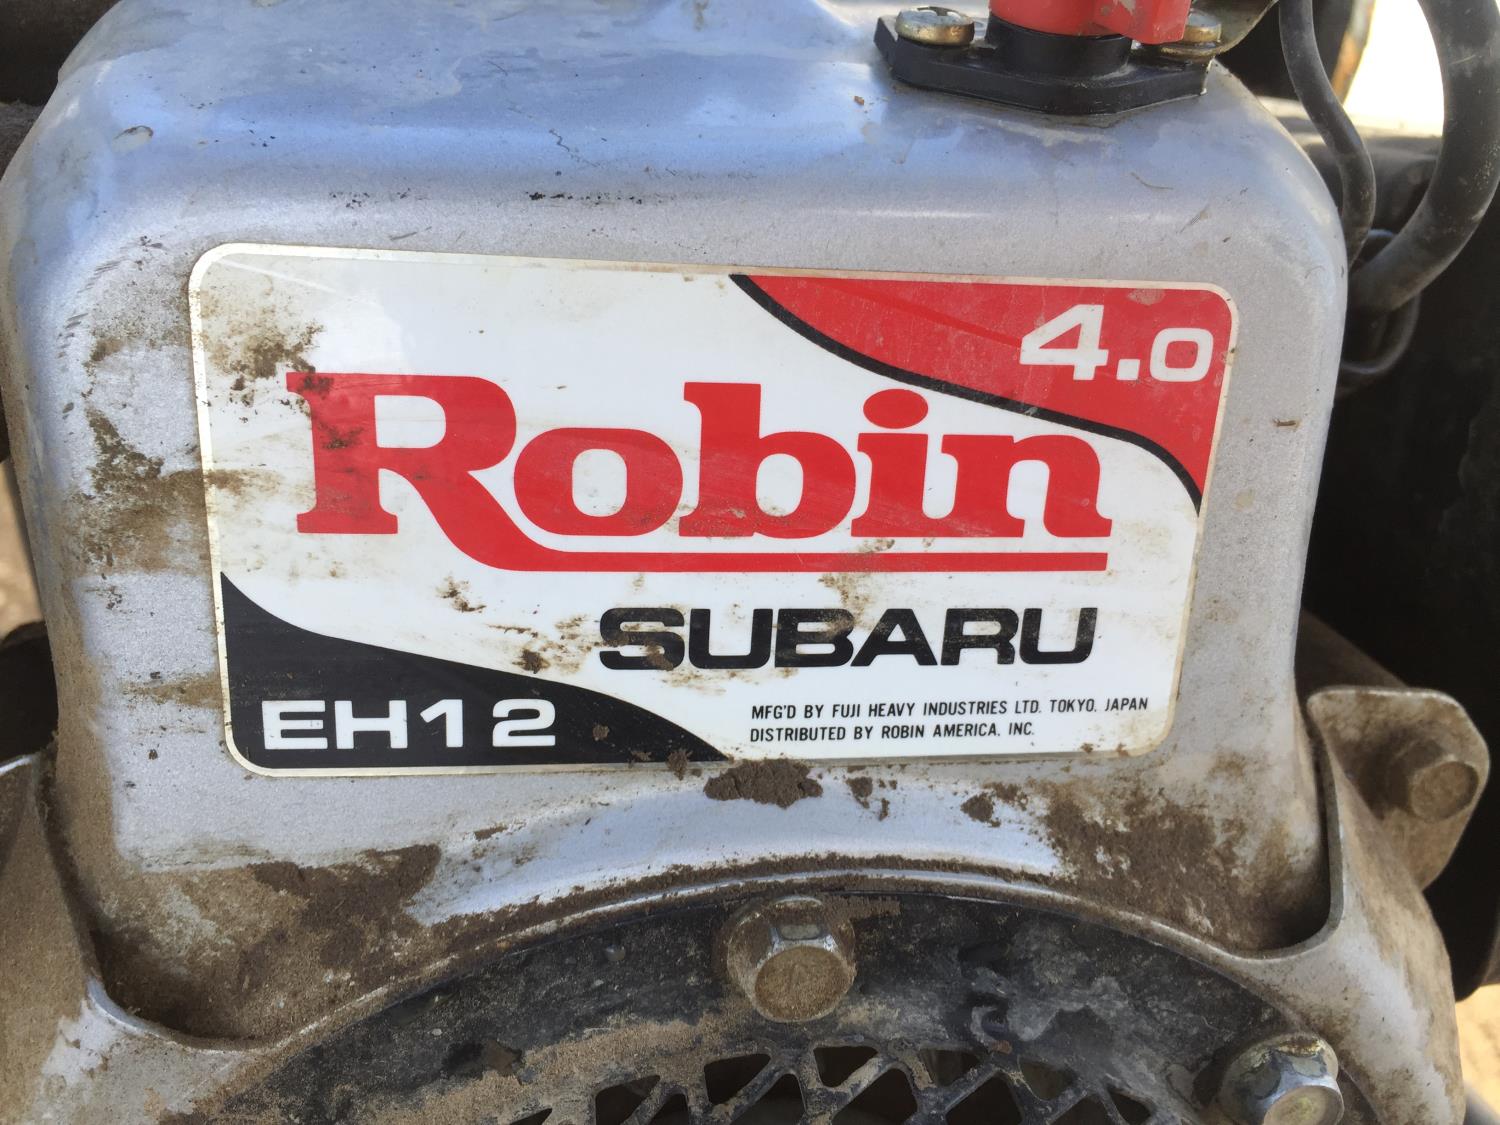 4.0
Robin
SUBARU
EH12
MFG'D BY FUJI HEAVY INDUSTRIES LTD. TOKYO. JAPAN
DISTRIBUTED BY ROBIN AMERICA, INC.